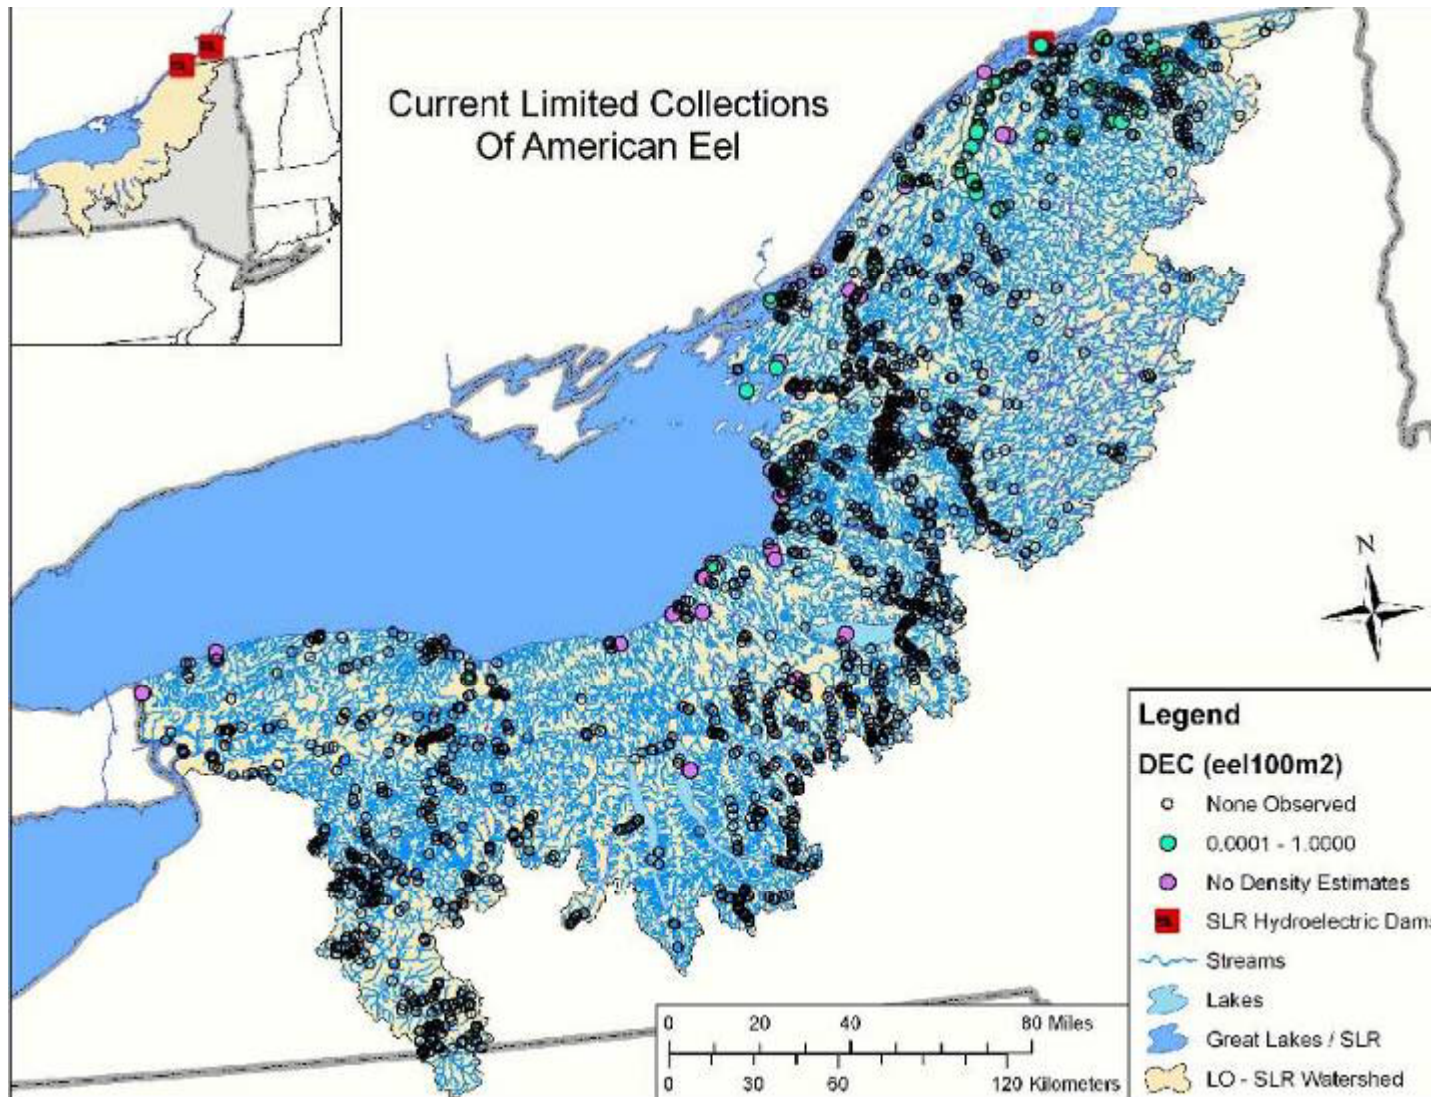 Current Limited Collections
Of American Eel
N
Legend
DEC (eel100m2)
None Observed
0.0001 - 1.0000
No Density Estimates
SLR Hydroelectric Dams
Streams
Lakes
Great Lakes / SLR
LO - SLR Watershed
0 20 40 80 Miles
0 30 60 120 Kilometers